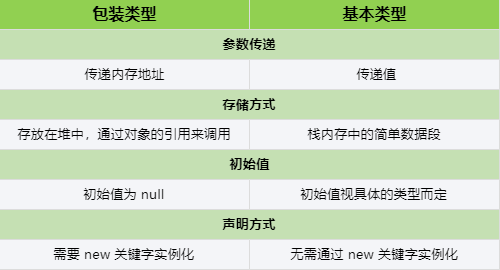 包装类型 基本类型
参数传递
传递内存地址 传递值
存储方式
存放在堆中，通过对象的引用来调用 栈内存中的简单数据段
初始值
初始值为 null 初始值视具体的类型而定
声明方式
需要 new 关键字实例化 无需通过 new 关键字实例化